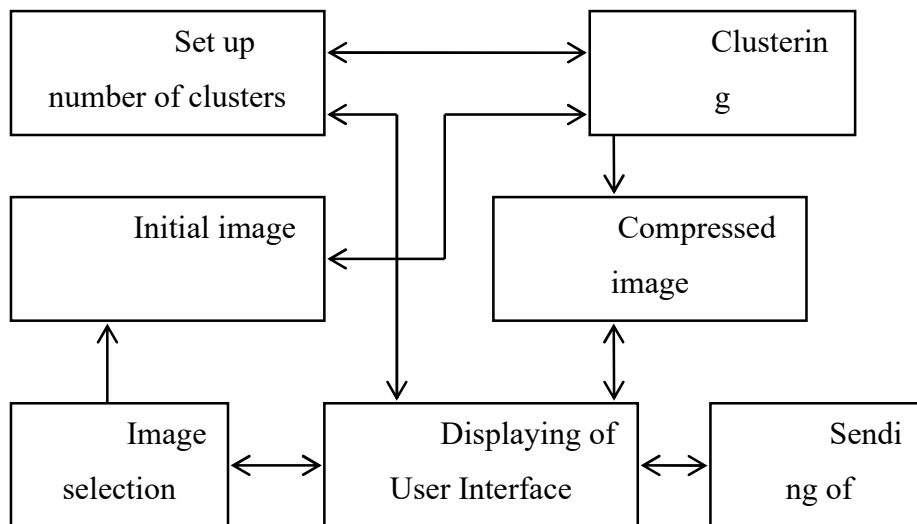 Set up
number of clusters
Clusterin
g
Initial image
Compressed
image
Image
selection
Displaying of
User Interface
Sendi
ng of